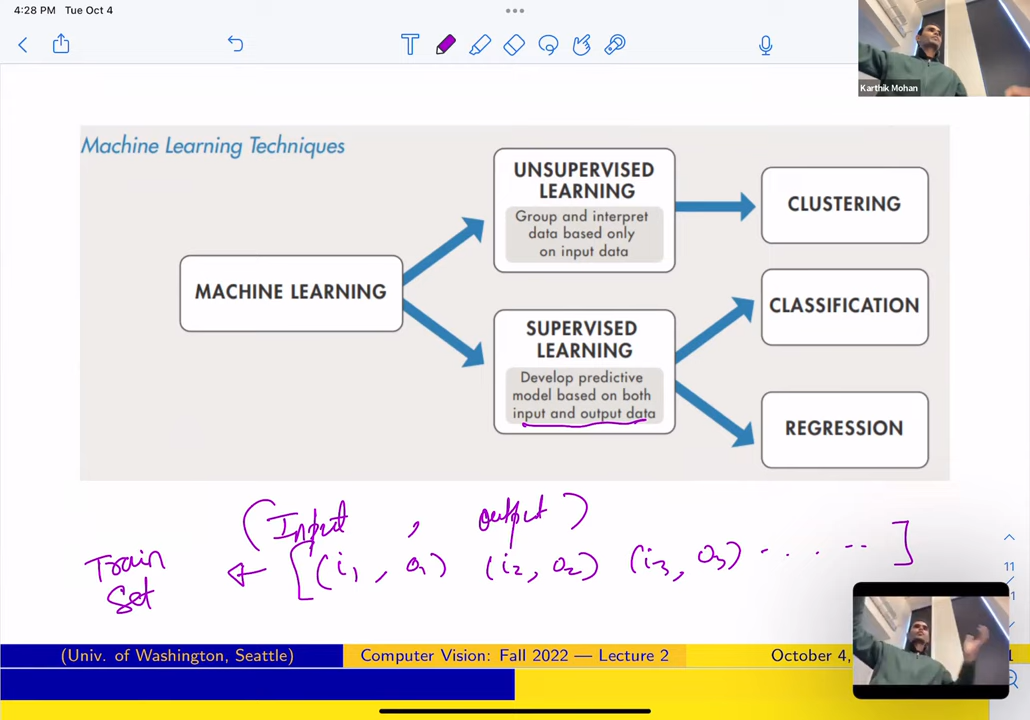 4:28 PM Tue Oct 4
Karthik Mohan
Machine Learning Techniques
MACHINE LEARNING
UNSUPERVISED
LEARNING
Group and interpret
data based only
on input data
CLUSTERING
SUPERVISED
LEARNING
Develop predictive
model based on both
input and output data
CLASSIFICATION
REGRESSION
(Input , output)
Train
Set
← [(i₁, o₁) (i₂, o₂) (i₃, o₃) ‐ . . . . ‐‐ ]
11
1
(Univ. of Washington, Seattle)
Computer Vision: Fall 2022 — Lecture 2
October 4,
1